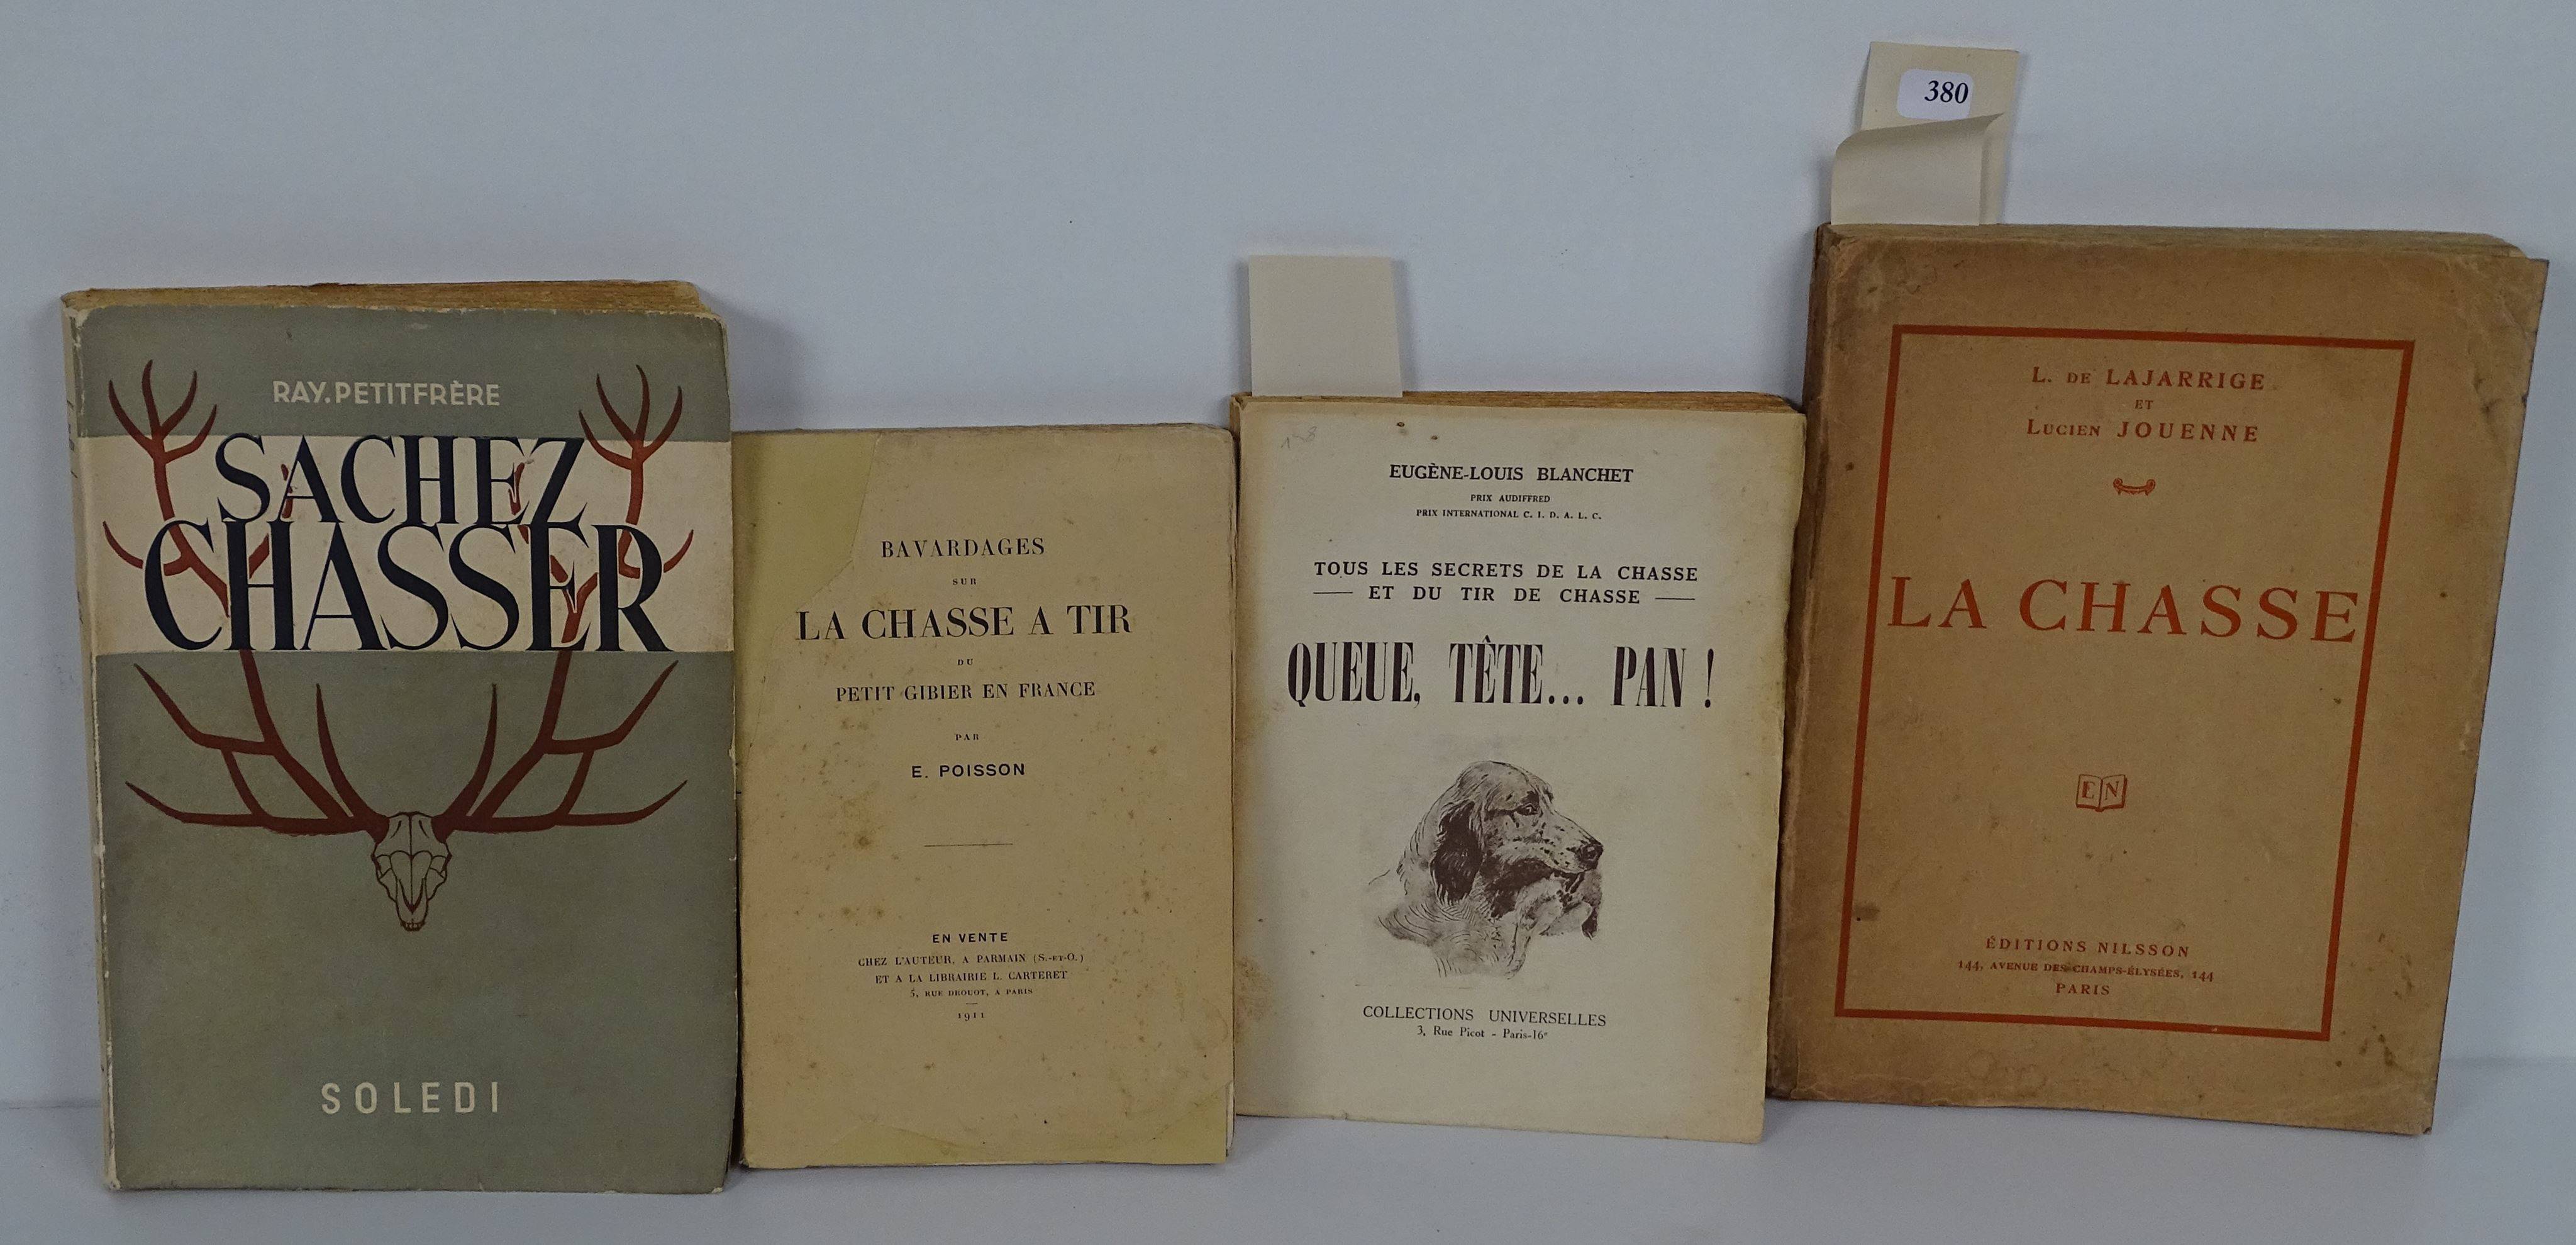 RAY.PETITFRÈRE
SACHEZ
CHASSER
SOLEDI
BAVARDAGES
SUR
LA CHASSE A TIR
DU
PETIT GIBIER EN FRANCE
PAR
E. POISSON
EN VENTE
CHEZ L'AUTEUR, A PARMAIN (S.-ET-O.)
ET A LA LIBRAIRIE L. CARTERET
5, RUE DROUOT, A PARIS
1911
EUGÈNE-LOUIS BLANCHET
PRIX AUDIFFRED
PRIX INTERNATIONAL C. I. D. A. L. C.
TOUS LES SECRETS DE LA CHASSE
ET DU TIR DE CHASSE
QUEUE, TÊTE... PAN !
COLLECTIONS UNIVERSELLES
3, Rue Picot - Paris-16e
380
L. DE LAJARRIGE
ET
LUCIEN JOUENNE
LA CHASSE
EN
ÉDITIONS NILSSON
144, AVENUE DES CHAMPS-ÉLYSÉES, 144
PARIS